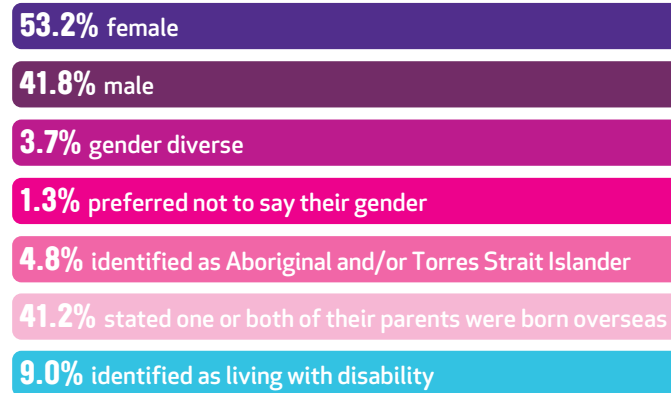 53.2% female
41.8% male
3.7% gender diverse
1.3% preferred not to say their gender
4.8% identified as Aboriginal and/or Torres Strait Islander
41.2% stated one or both of their parents were born overseas
9.0% identified as living with disability